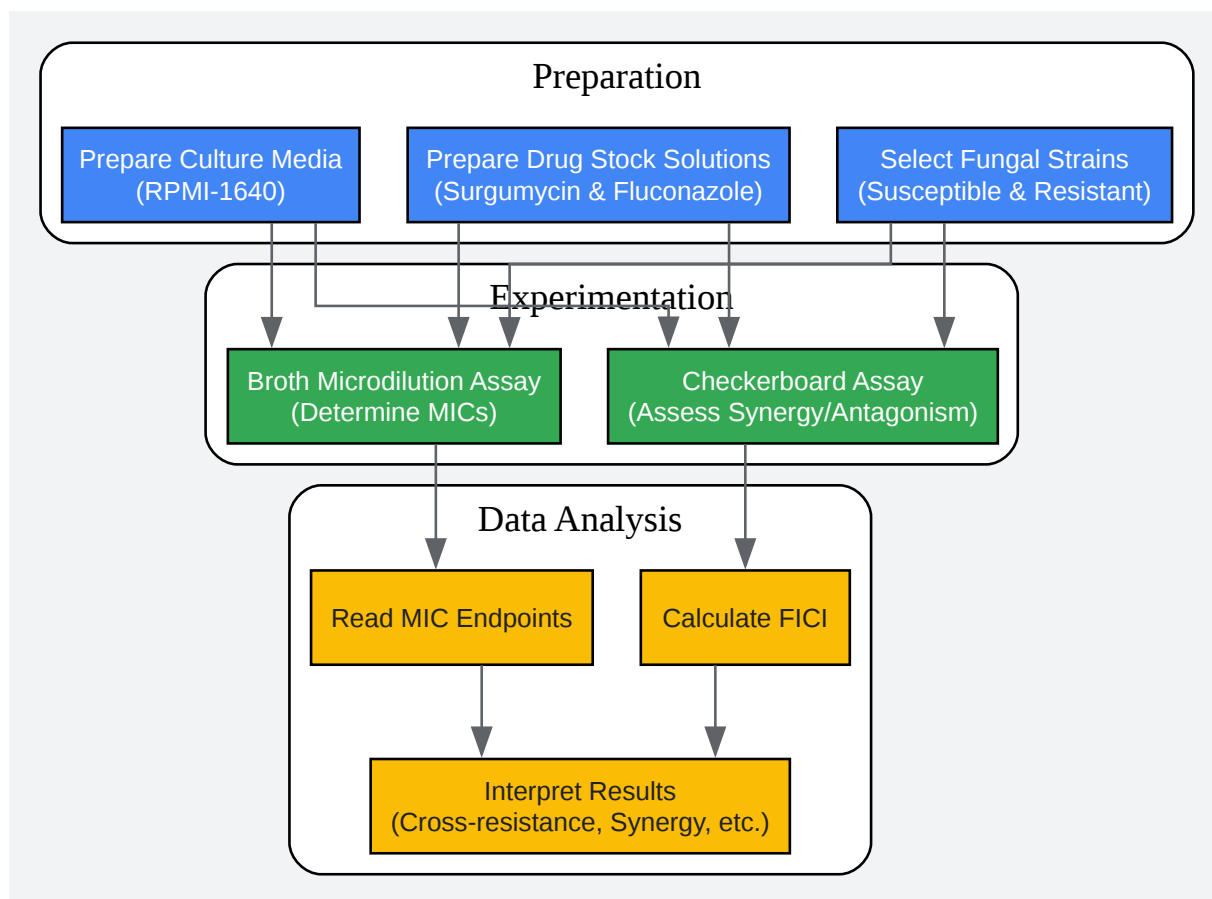 Preparation
Prepare Culture Media
(RPMI-1640)
Prepare Drug Stock Solutions
(Surgumycin & Fluconazole)
Select Fungal Strains
(Susceptible & Resistant)
Experimentation
Broth Microdilution Assay
(Determine MICs)
Checkerboard Assay
(Assess Synergy/Antagonism)
Data Analysis
Read MIC Endpoints
Calculate FICI
Interpret Results
(Cross-resistance, Synergy, etc.)